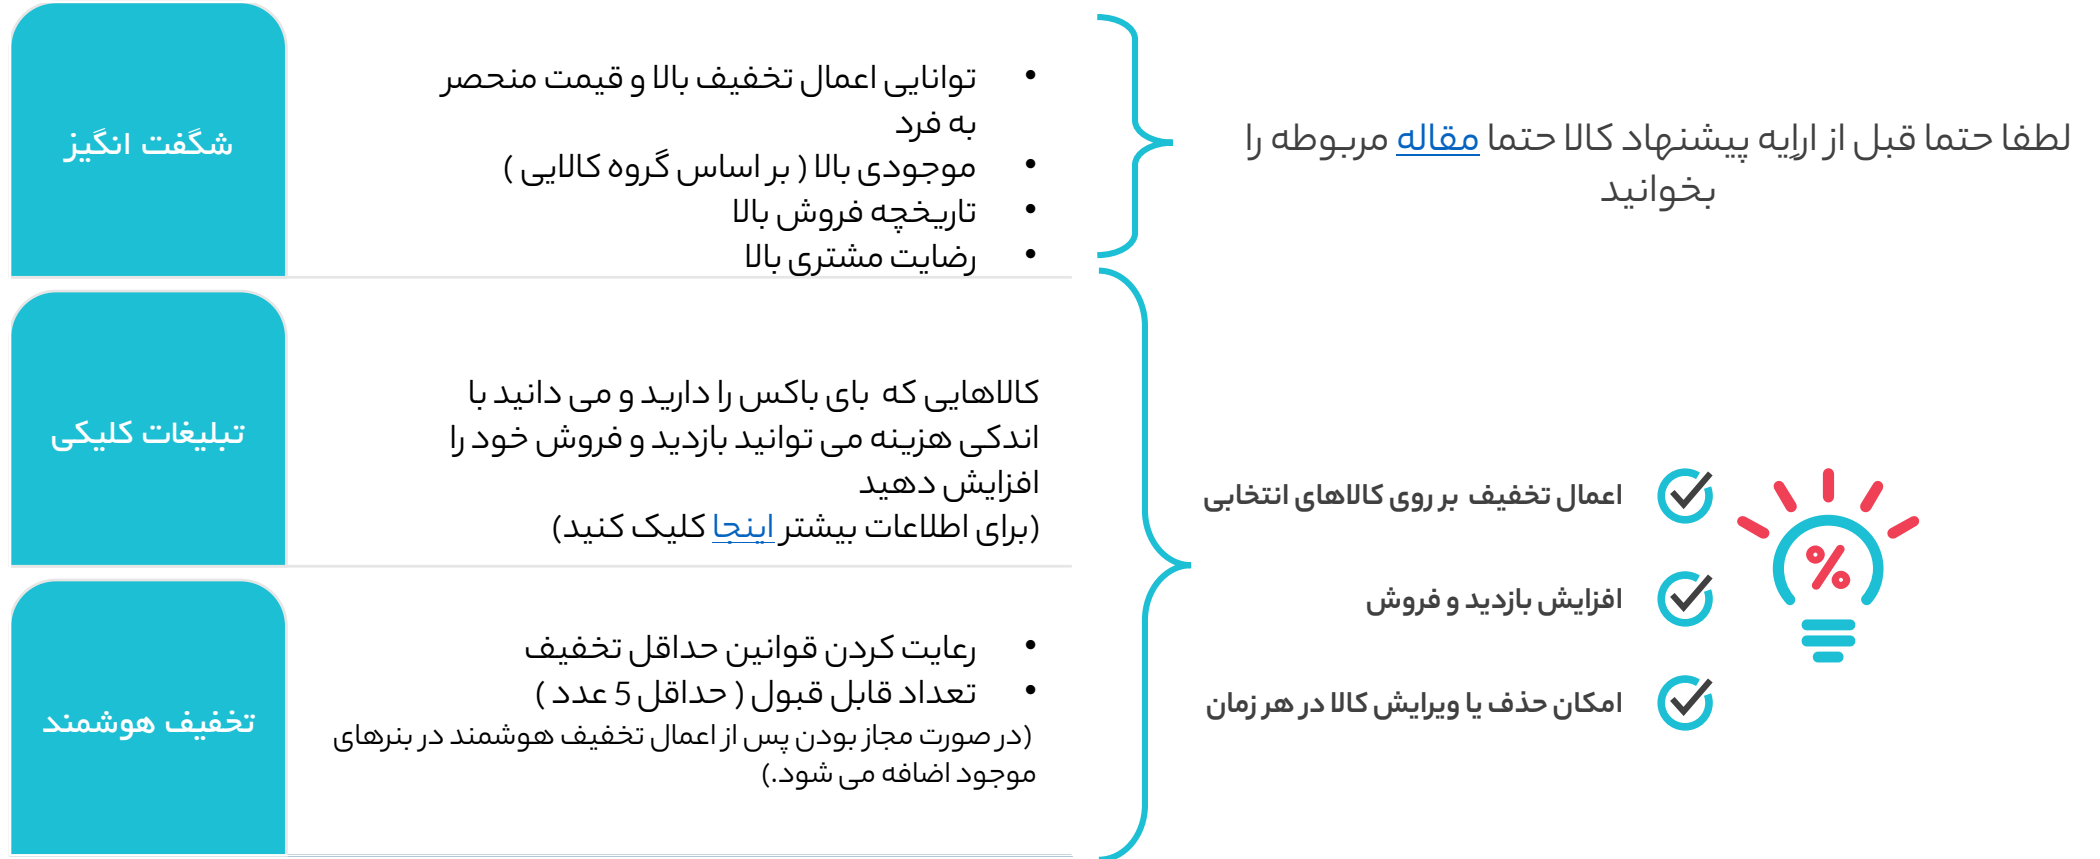 شگفت انگیز
• توانایی اعمال تخفیف بالا و قیمت منحصر
به فرد
• موجودی بالا ( بر اساس گروه کالایی )
• تاریخچه فروش بالا
• رضایت مشتری بالا
لطفا حتما قبل از ارایِه پیشنهاد کالا حتما مقاله مربوطه را
بخوانید
تبلیغات کلیکی
کالاهایی که بای باکس را دارید و می دانید با
اندکی هزینه می توانید بازدید و فروش خود را
افزایش دهید
(برای اطلاعات بیشتر اینجا کلیک کنید)
تخفیف هوشمند
• رعایت کردن قوانین حداقل تخفیف
• تعداد قابل قبول ( حداقل 5 عدد )
(در صورت مجاز بودن پس از اعمال تخفیف هوشمند در بنرهای
موجود اضافه می شود.)
اعمال تخفیف بر روی کالاهای انتخابی
افزایش بازدید و فروش
امکان حذف یا ویرایش کالا در هر زمان
%